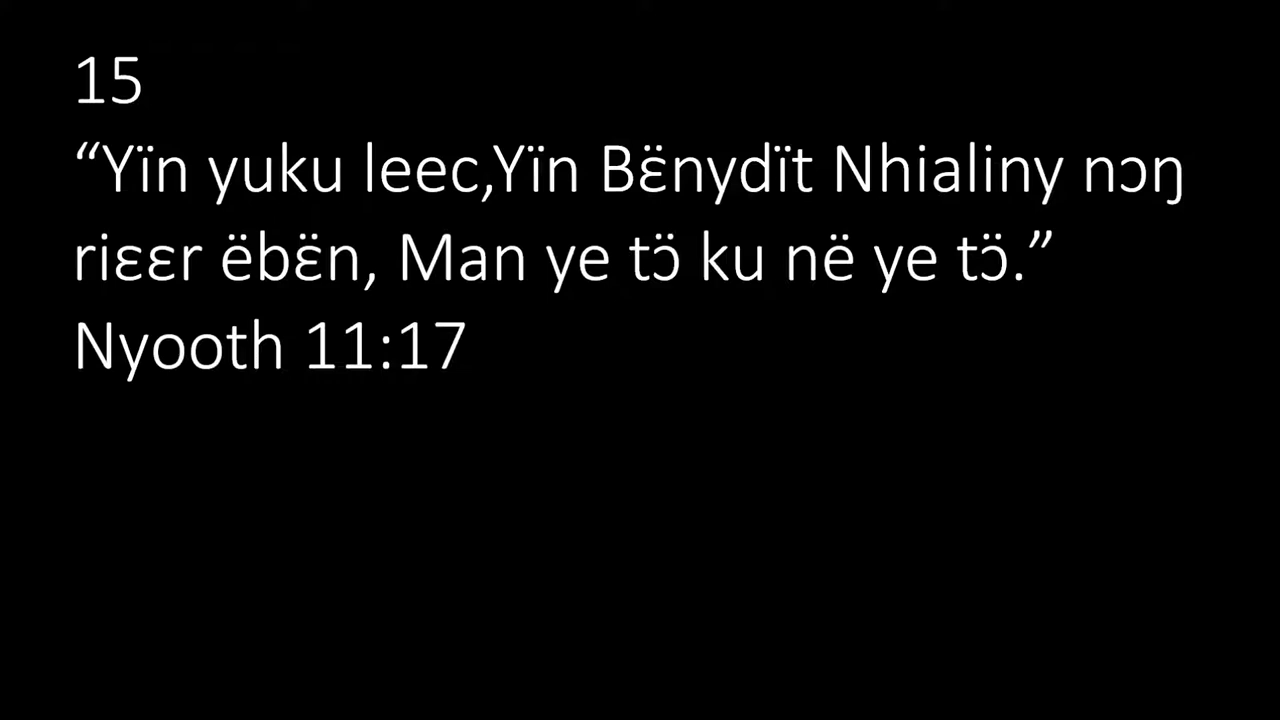 15
“Yïn yuku leec,Yïn Bɛ̈nydït Nhialiny nɔŋ
riɛɛr ëbɛ̈n, Man ye tɔ̈ ku në ye tɔ̈.”
Nyooth 11:17